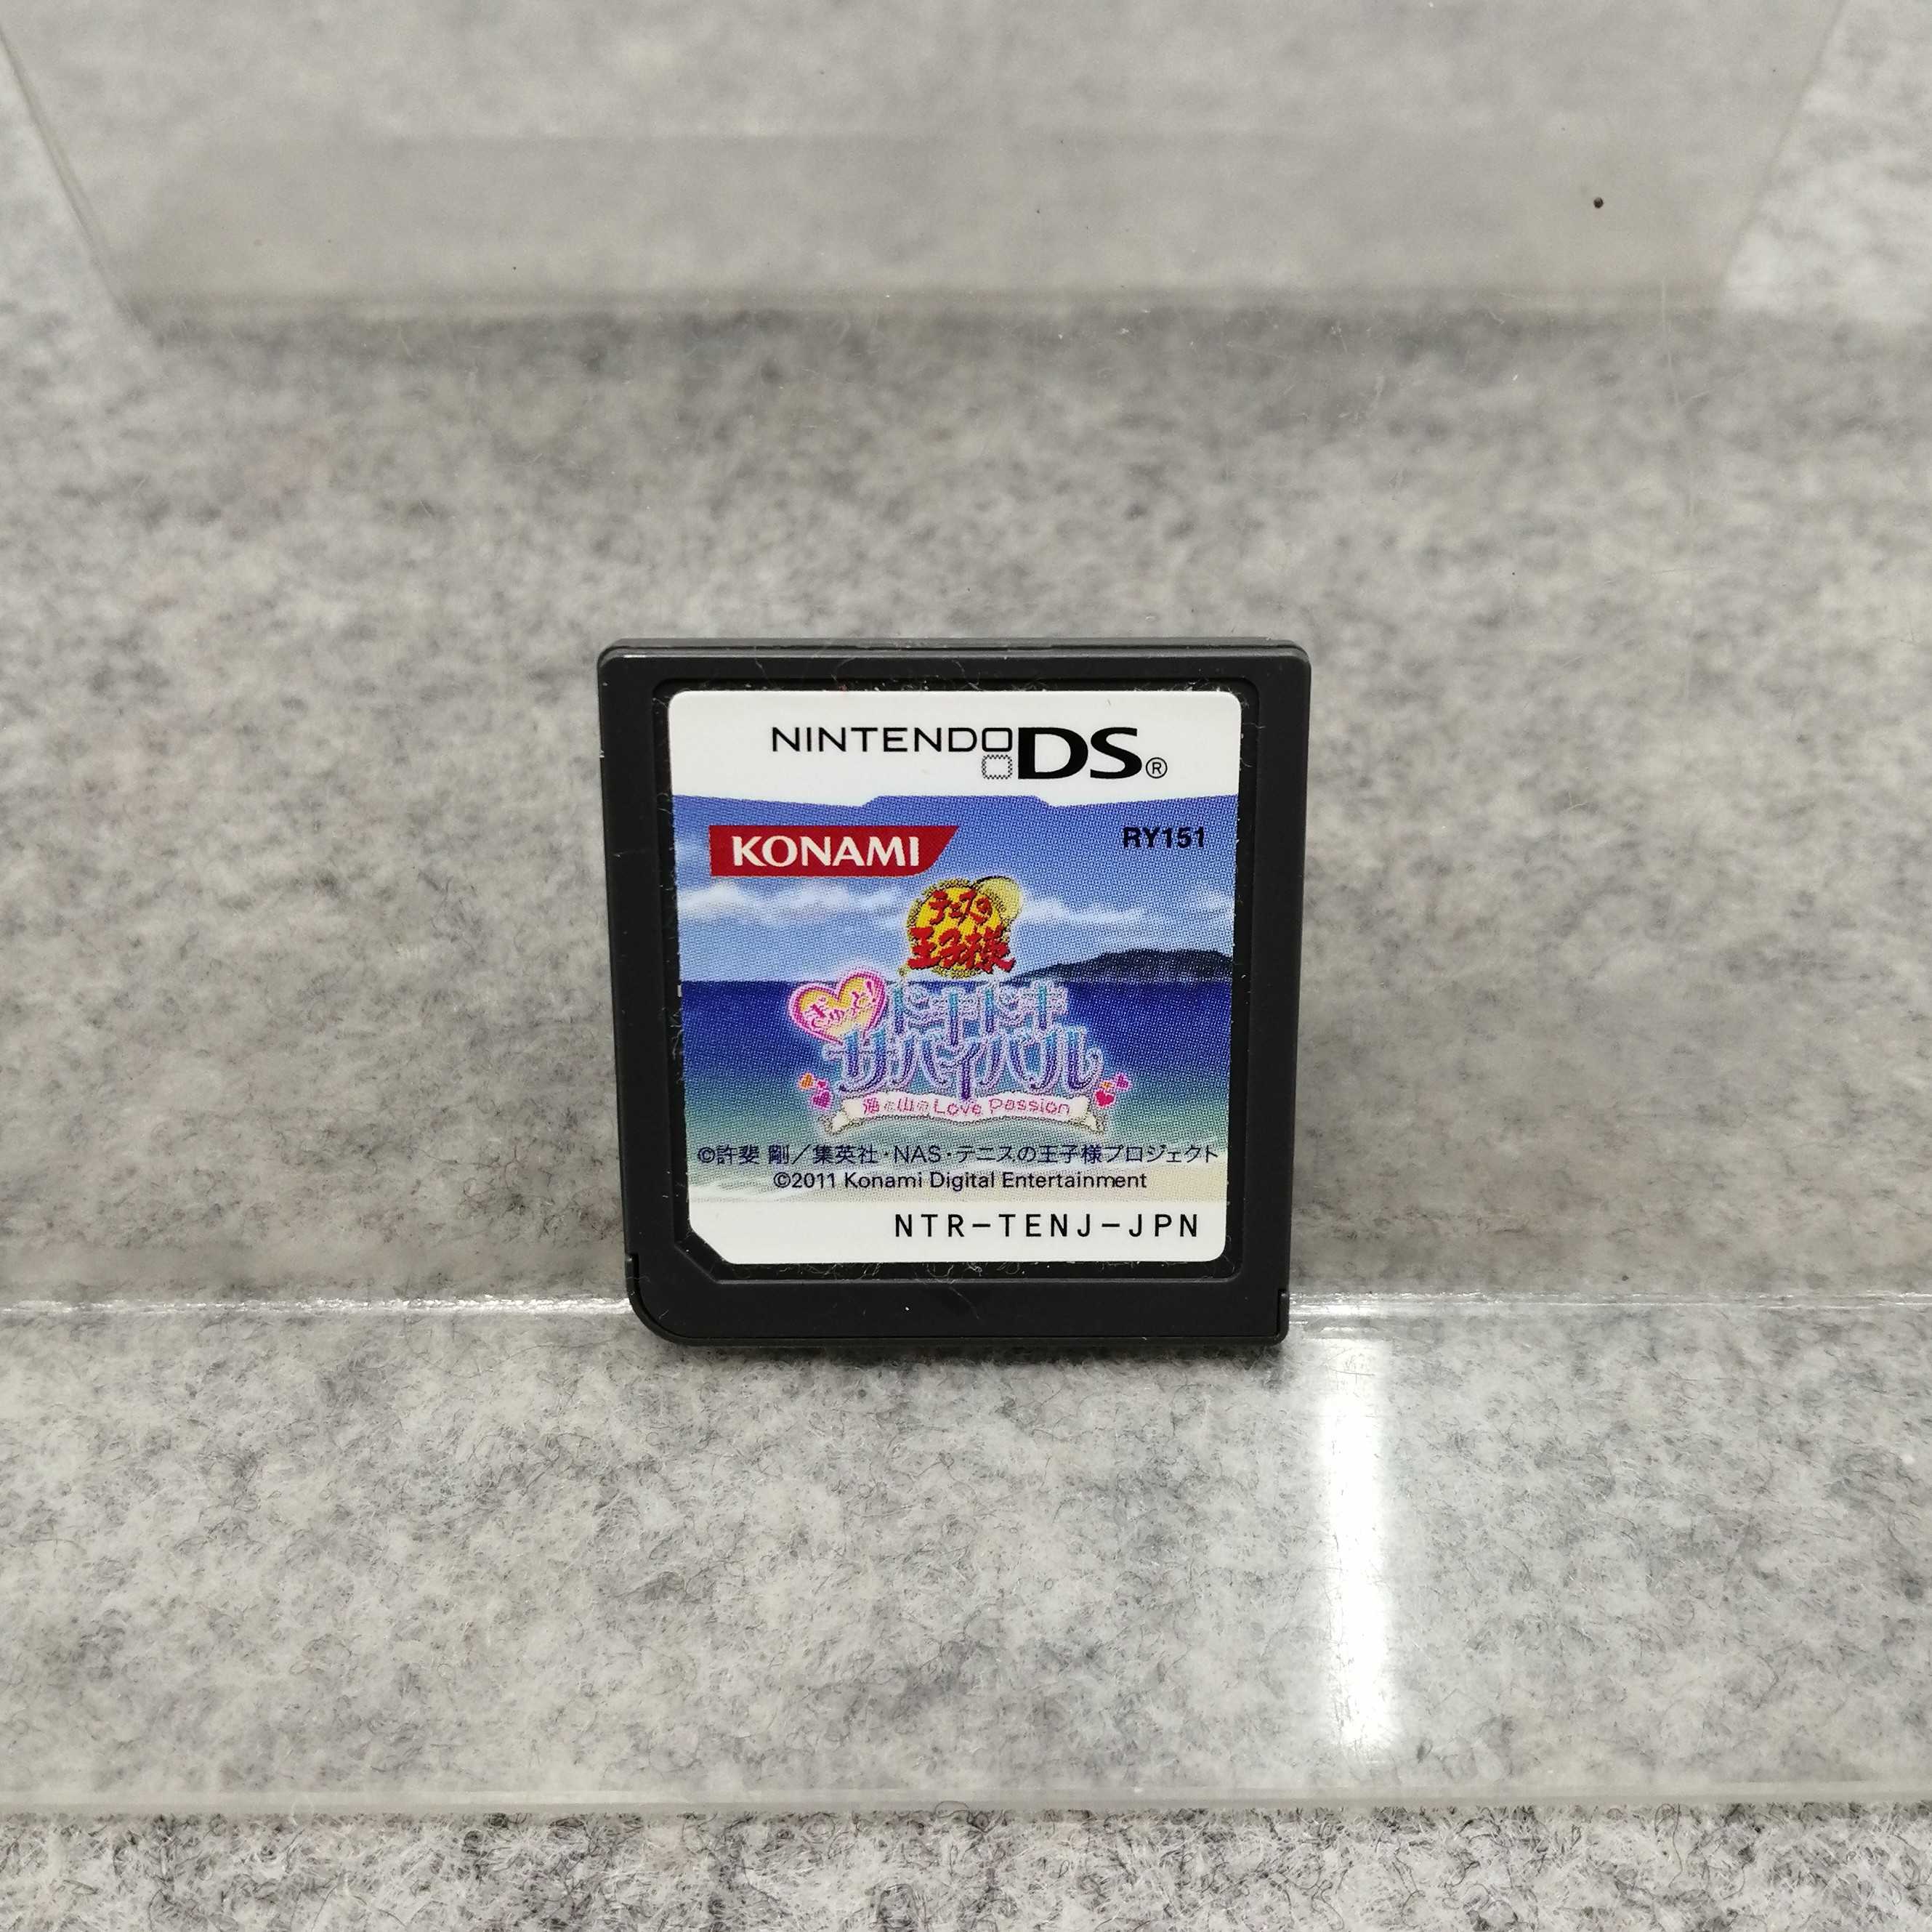 NINTENDO DS®
KONAMI
RY151
テニスの
王子様
ぎゅっと!
ドキドキ
サバイバル
海と山のLove Passion
©許斐 剛／集英社・NAS・テニスの王子様プロジェクト
©2011 Konami Digital Entertainment
NTR-TENJ-JPN